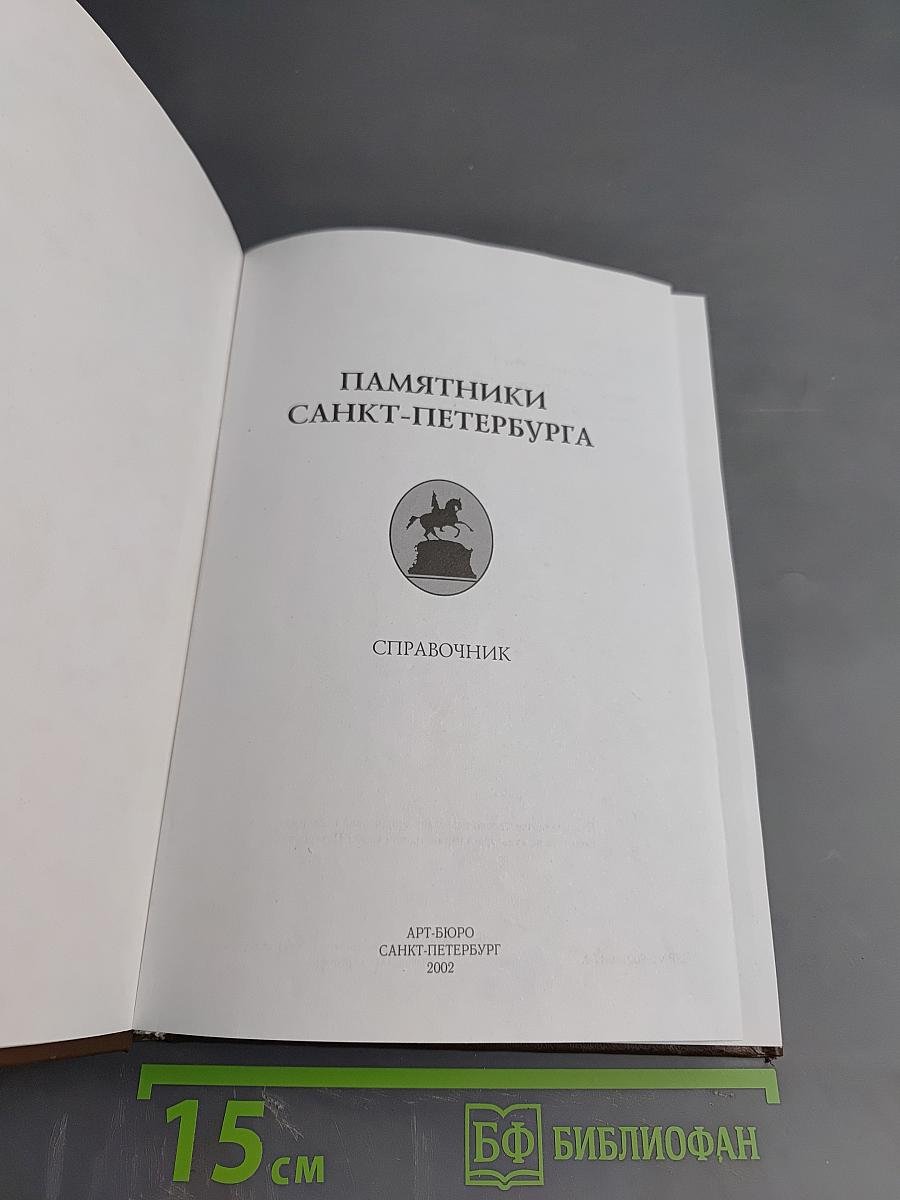 ПАМЯТНИКИ
САНКТ-ПЕТЕРБУРГА
СПРАВОЧНИК
АРТ-БЮРО
САНКТ-ПЕТЕРБУРГ
2002
15 см
БФ БИБЛИОФАН